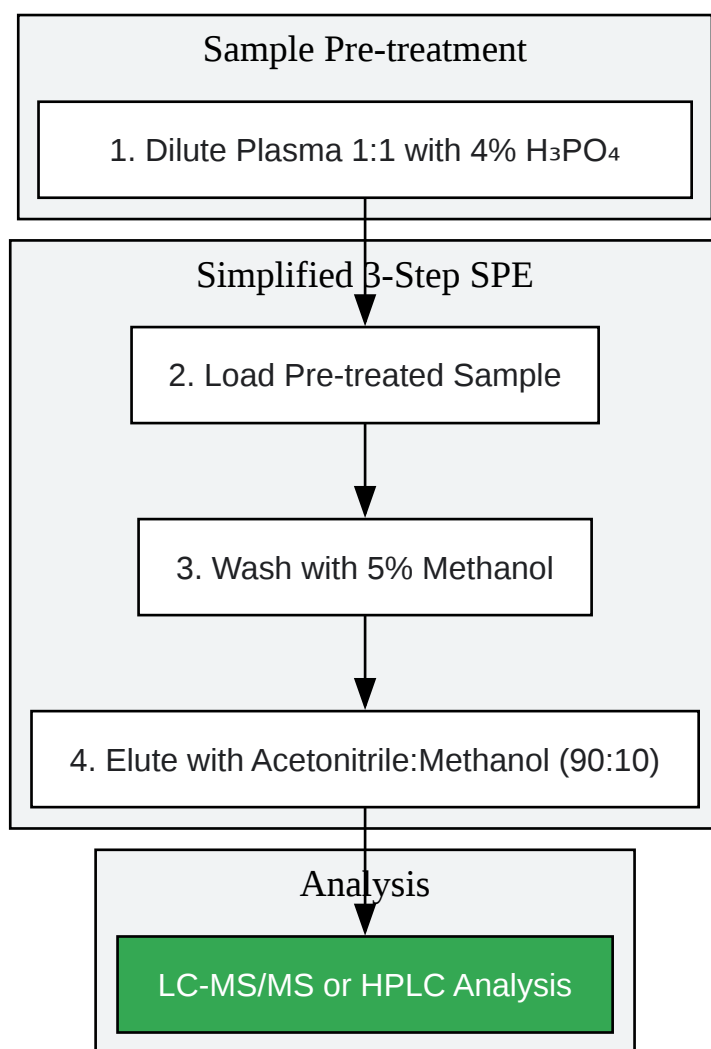 Sample Pre-treatment
1. Dilute Plasma 1:1 with 4% H₃PO₄
Simplified 3-Step SPE
2. Load Pre-treated Sample
3. Wash with 5% Methanol
4. Elute with Acetonitrile:Methanol (90:10)
Analysis
LC-MS/MS or HPLC Analysis